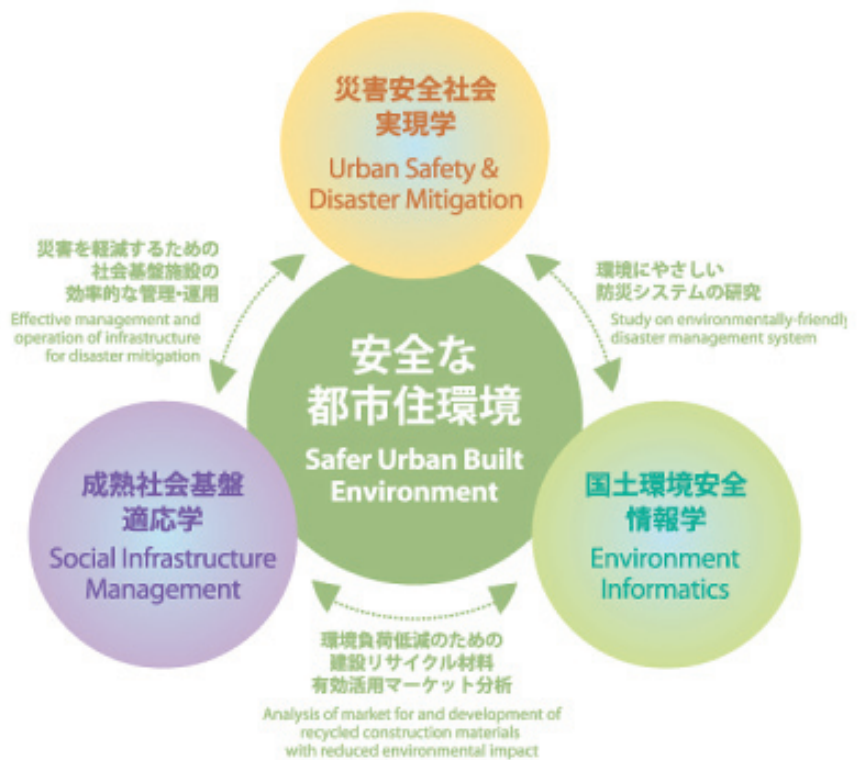 災害安全社会
実現学
Urban Safety &
Disaster Mitigation
災害を軽減するための
社会基盤施設の
効率的な管理・運用
Effective management and
operation of infrastructure
for disaster mitigation
環境にやさしい
防災システムの研究
Study on environmentally-friendly
disaster management system
安全な
都市住環境
Safer Urban Built
Environment
成熟社会基盤
適応学
Social Infrastructure
Management
国土環境安全
情報学
Environment
Informatics
環境負荷低減のための
建設リサイクル材料
有効活用マーケット分析
Analysis of market for and development of
recycled construction materials
with reduced environmental impact